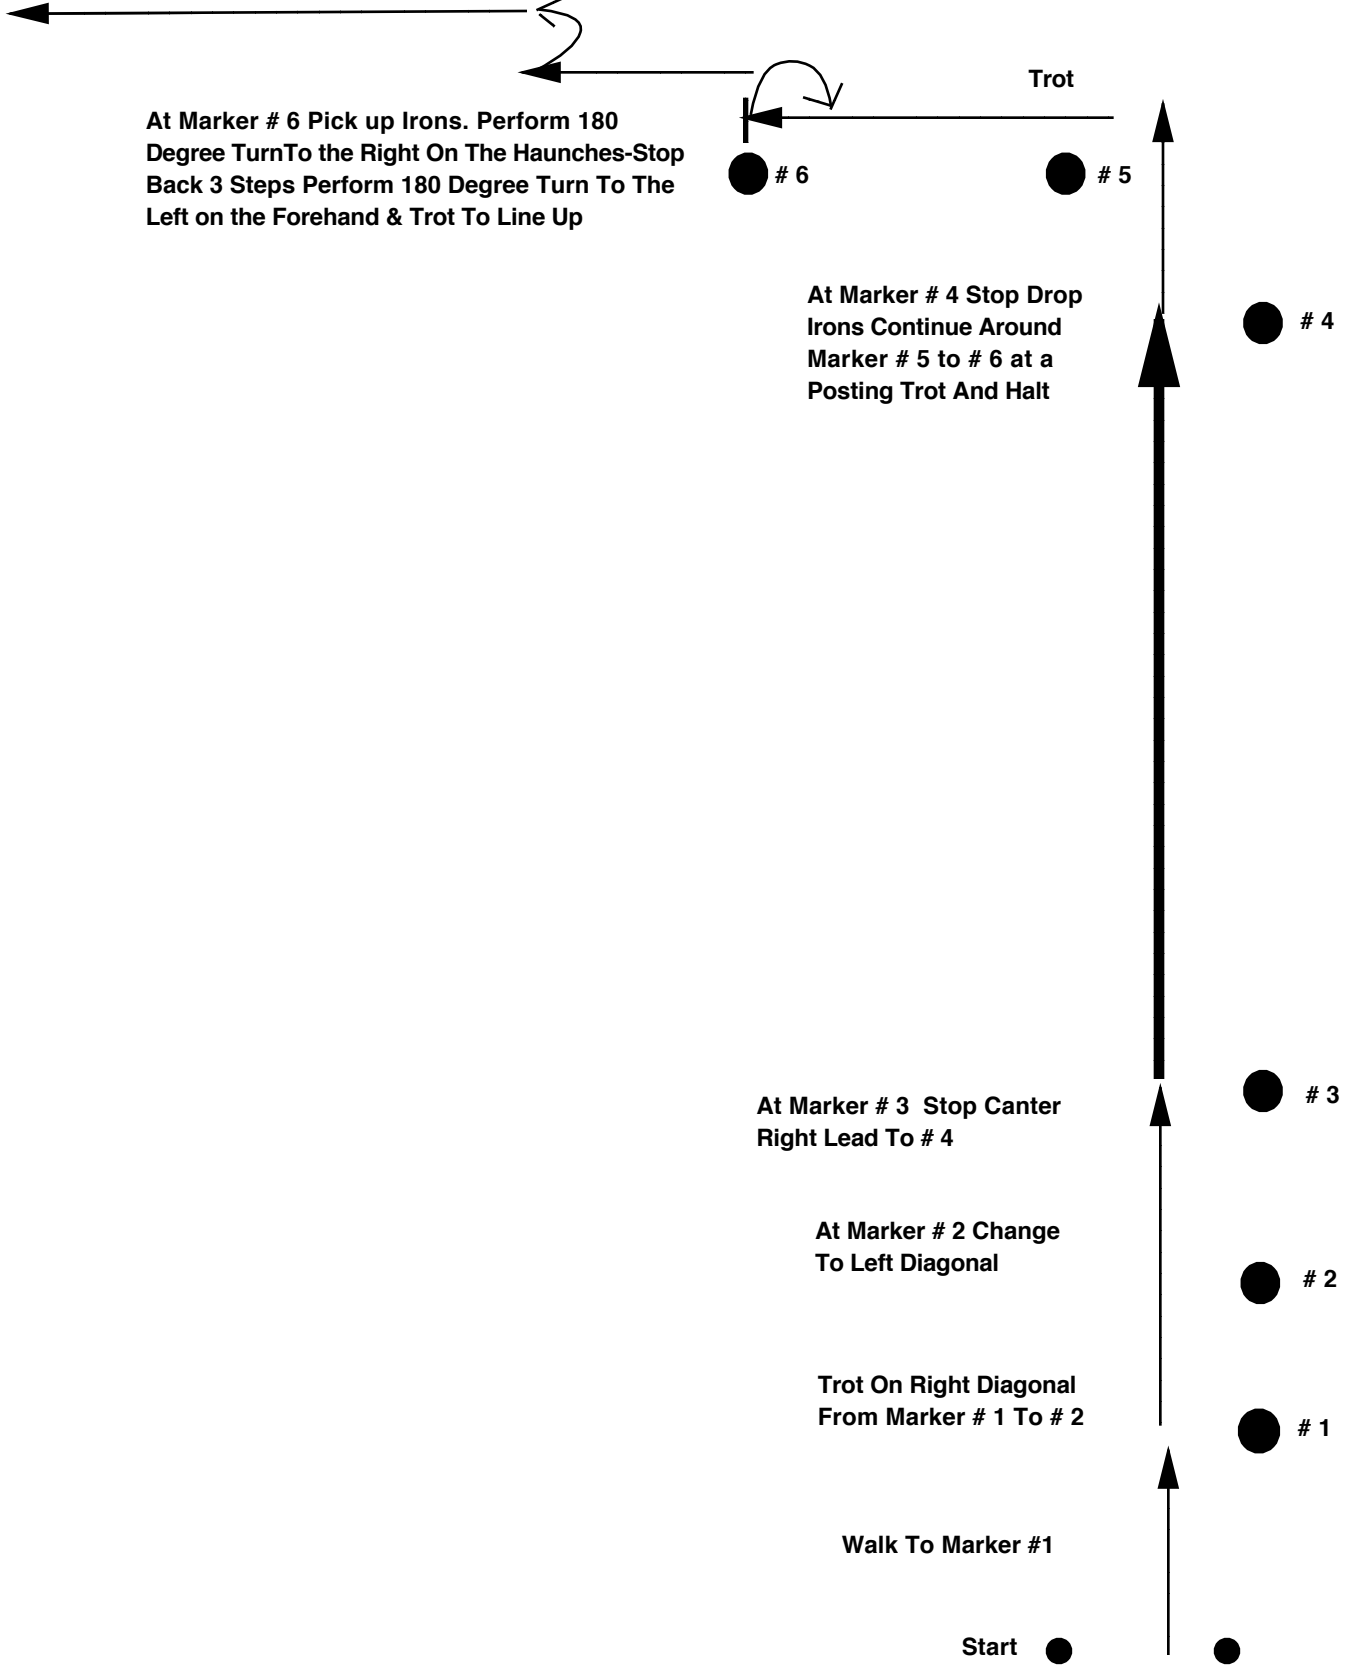 Trot
At Marker # 6 Pick up Irons. Perform 180
Degree TurnTo the Right On The Haunches-Stop
Back 3 Steps Perform 180 Degree Turn To The
Left on the Forehand & Trot To Line Up
# 6
# 5
At Marker # 4 Stop Drop
Irons Continue Around
Marker # 5 to # 6 at a
Posting Trot And Halt
# 4
At Marker # 3  Stop Canter
Right Lead To # 4
# 3
At Marker # 2 Change
To Left Diagonal
# 2
Trot On Right Diagonal
From Marker # 1 To # 2
# 1
Walk To Marker #1
Start